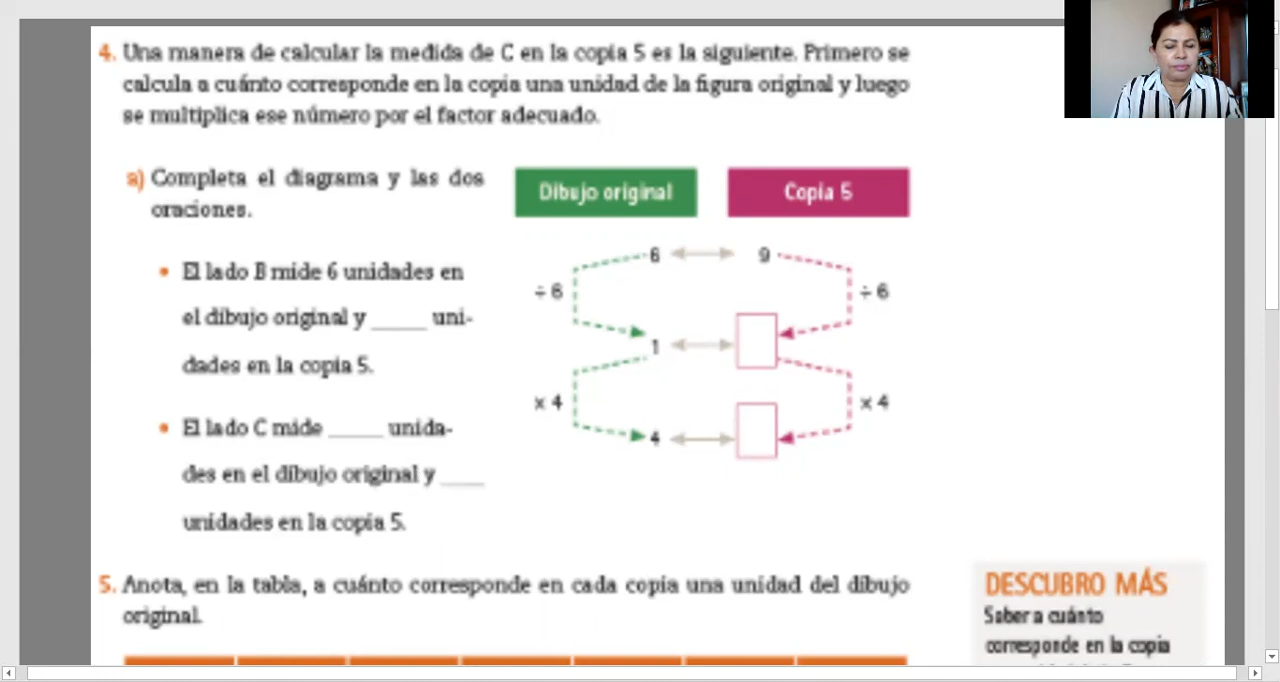 4. Una manera de calcular la medida de C en la copia 5 es la siguiente. Primero se
calcula a cuánto corresponde en la copia una unidad de la figura original y luego
se multiplica ese número por el factor adecuado.
a) Completa el diagrama y las dos
oraciones.
• El lado B mide 6 unidades en
el dibujo original y _____ uni-
dades en la copia 5.
• El lado C mide _____ unida-
des en el dibujo original y ____
unidades en la copia 5.
Dibujo original
Copia 5
6
9
÷ 6
÷ 6
1
x 4
x 4
4
5. Anota, en la tabla, a cuánto corresponde en cada copia una unidad del dibujo
original.
DESCUBRO MÁS
Saber a cuánto
corresponde en la copia